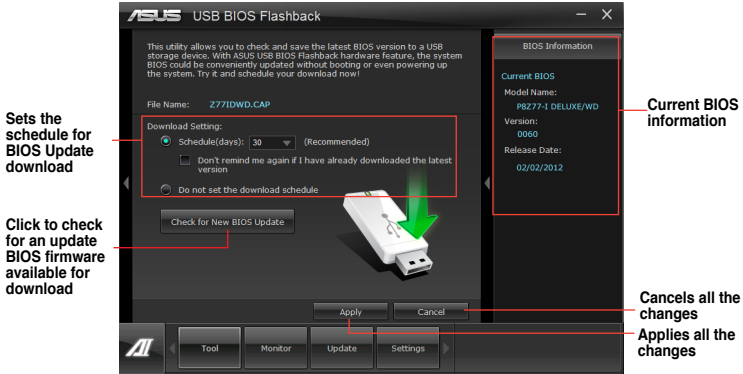 ASUS USB BIOS Flashback
This utility allows you to check and save the latest BIOS version to a USB
storage device. With ASUS USB BIOS Flashback hardware feature, the system
BIOS could be conveniently updated without booting or even powering up
the system. Try it and schedule your download now!
File Name: Z77IDWD.CAP
Download Setting:
Schedule(days): 30 (Recommended)
Don't remind me again if I have already downloaded the latest
version
Do not set the download schedule
Check for New BIOS Update
Apply Cancel
Tool Monitor Update Settings
BIOS Information
Current BIOS
Model Name:
P8Z77-I DELUXE/WD
Version:
0060
Release Date:
02/02/2012
Sets the
schedule for
BIOS Update
download
Click to check
for an update
BIOS firmware
available for
download
Current BIOS
information
Cancels all the
changes
Applies all the
changes